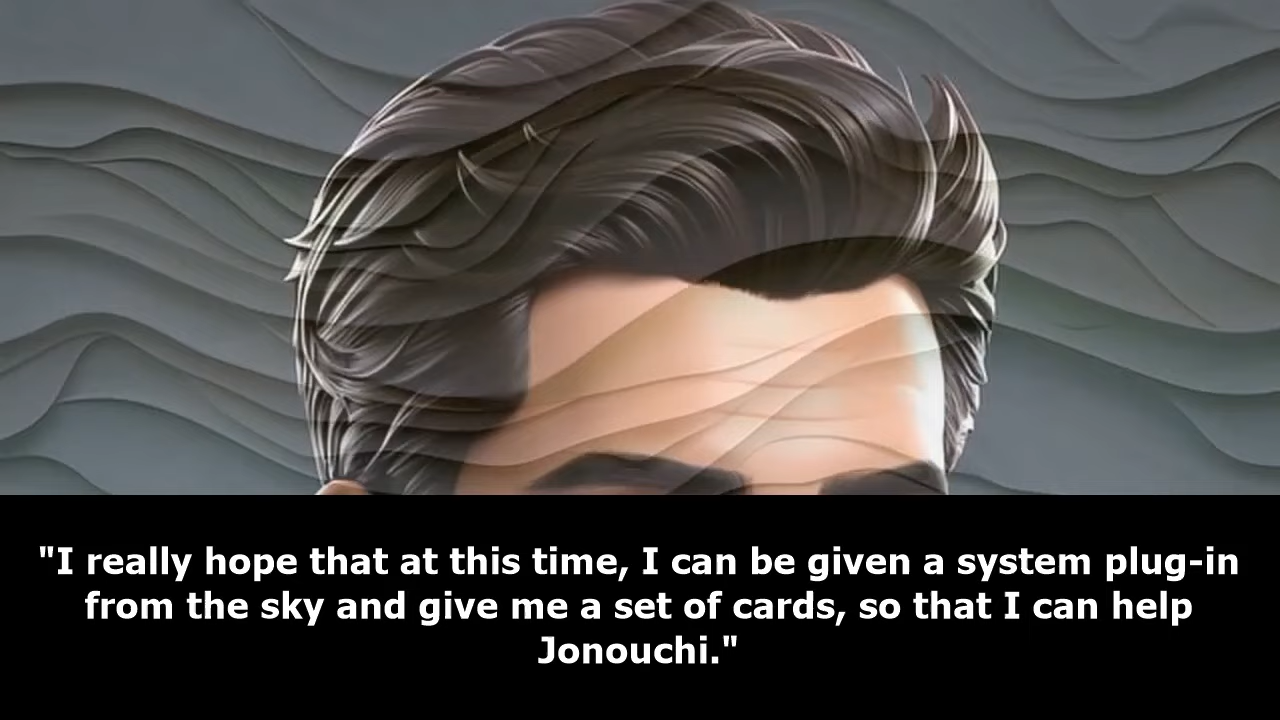 "I really hope that at this time, I can be given a system plug-in
from the sky and give me a set of cards, so that I can help
Jonouchi."